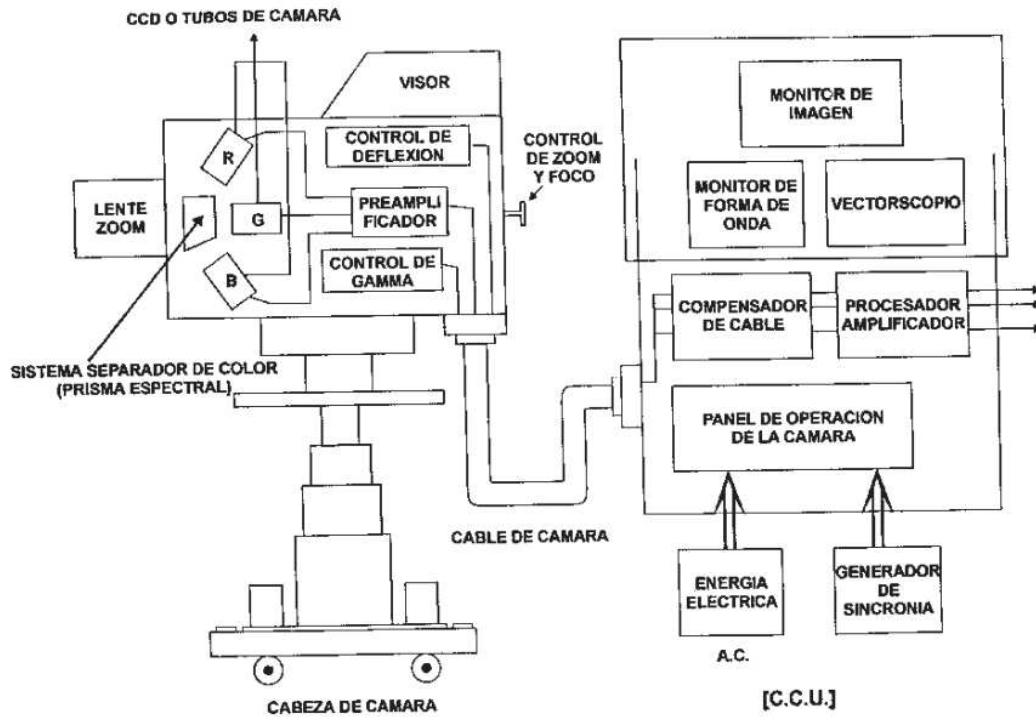 CCD O TUBOS DE CAMARA
VISOR
CONTROL DE
DEFLEXION
CONTROL
DE ZOOM
Y FOCO
R
LENTE
ZOOM
G
PREAMPLI
FICADOR
B
CONTROL DE
GAMMA
SISTEMA SEPARADOR DE COLOR
(PRISMA ESPECTRAL)
CABLE DE CAMARA
CABEZA DE CAMARA
MONITOR DE
IMAGEN
MONITOR DE
FORMA DE
ONDA
VECTORSCOPIO
COMPENSADOR
DE CABLE
PROCESADOR
AMPLIFICADOR
PANEL DE OPERACION
DE LA CAMARA
ENERGIA
ELECTRICA
GENERADOR
DE
SINCRONIA
A.C.
[C.C.U.]